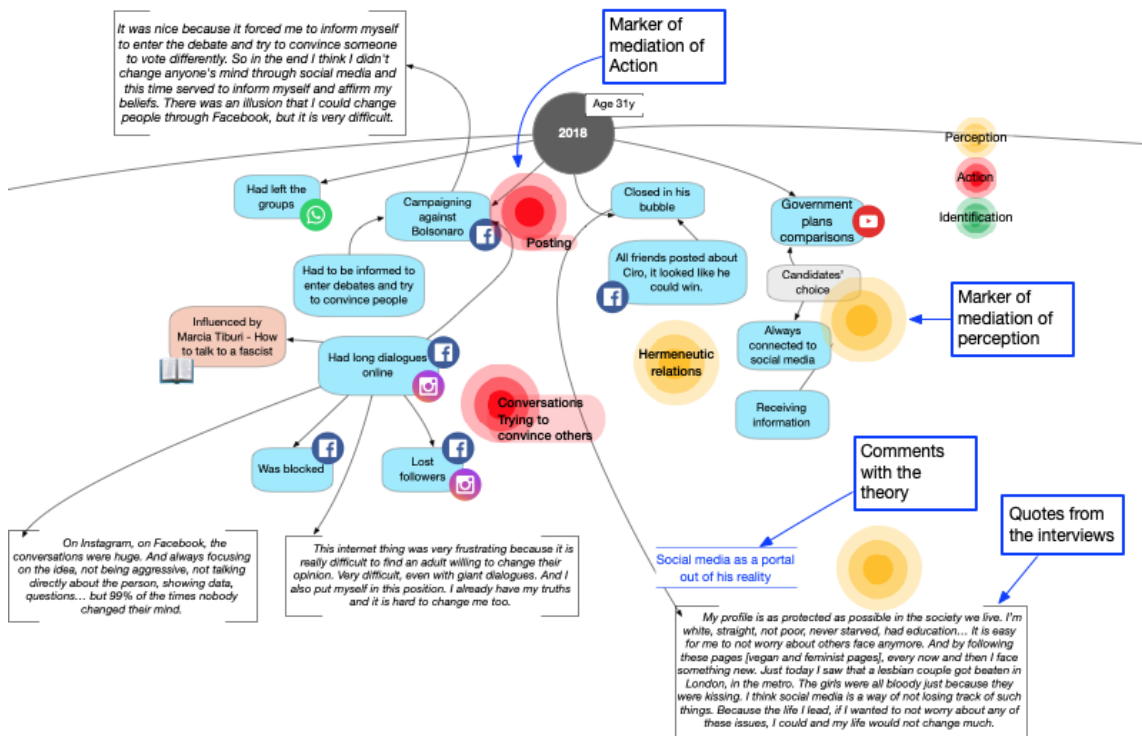 It was nice because it forced me to inform myself
to enter the debate and try to convince someone
to vote differently. So in the end I think I didn't
change anyone's mind through social media and
this time served to inform myself and affirm my
beliefs. There was an illusion that I could change
people through Facebook, but it is very difficult.
Marker of
mediation of
Action
Age 31y
2018
Perception
Action
Identification
Had left the
groups
Campaigning
against
Bolsonaro
Posting
Closed in his
bubble
Government
plans
comparisons
Had to be informed to
enter debates and try
to convince people
All friends posted about
Ciro, it looked like he
could win.
Candidates'
choice
Marker of
mediation of
perception
Influenced by
Marcia Tiburi - How
to talk to a fascist
Had long dialogues
online
Hermeneutic
relations
Always
connected to
social media
Conversations
Trying to
convince others
Receiving
information
Was blocked
Lost
followers
Comments
with the
theory
Quotes from
the interviews
On Instagram, on Facebook, the
conversations were huge. And always focusing
on the idea, not being aggressive, not talking
directly about the person, showing data,
questions... but 99% of the times nobody
changed their mind.
This internet thing was very frustrating because it is
really difficult to find an adult willing to change their
opinion. Very difficult, even with giant dialogues. And I
also put myself in this position. I already have my truths
and it is hard to change me too.
Social media as a portal
out of his reality
My profile is as protected as possible in the society we live. I'm
white, straight, not poor, never starved, had education... It is easy
for me to not worry about others face anymore. And by following
these pages [vegan and feminist pages], every now and then I face
something new. Just today I saw that a lesbian couple got beaten in
London, in the metro. The girls were all bloody just because they
were kissing. I think social media is a way of not losing track of such
things. Because the life I lead, if I wanted to not worry about any of
these issues, I could and my life would not change much.